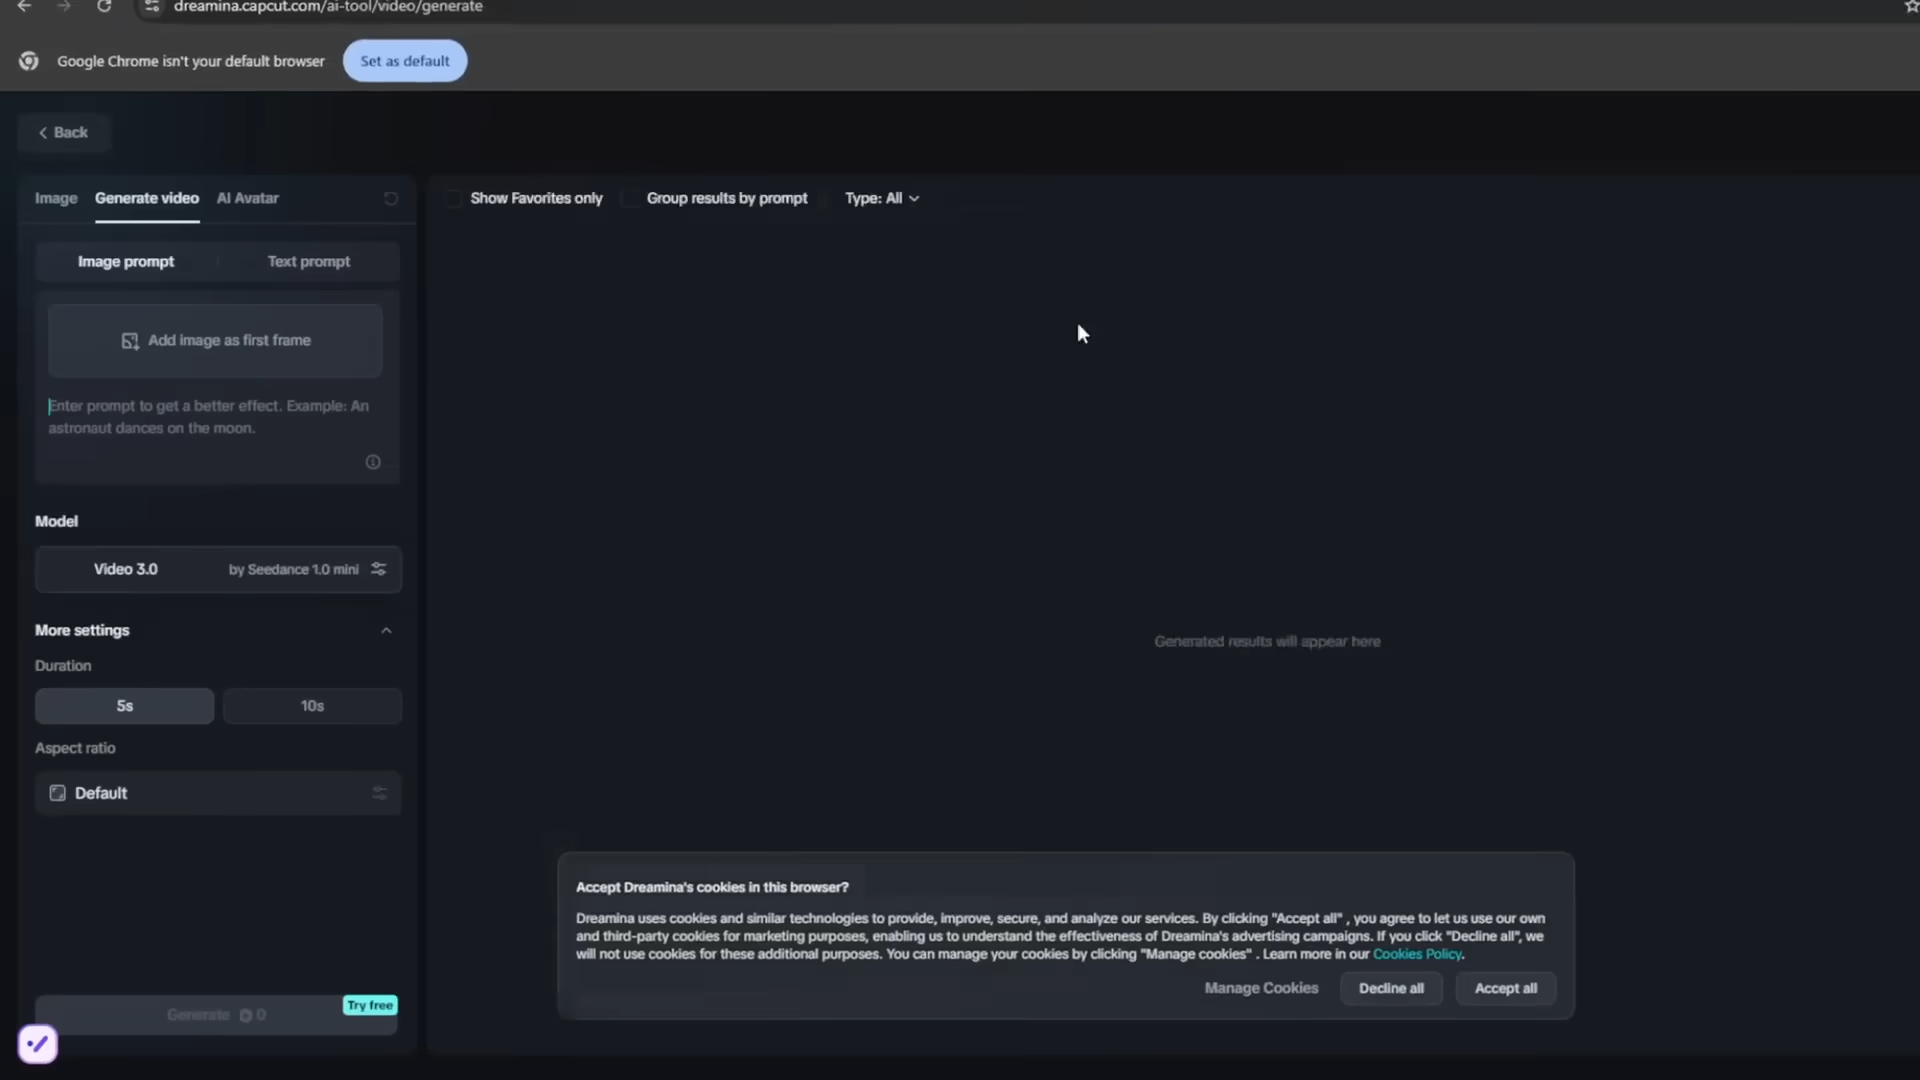 dreamina.capcut.com/ai-tool/video/generate
Google Chrome isn't your default browser
Set as default
Back
Image
Generate video
AI Avatar
Show Favorites only
Group results by prompt
Type: All
Image prompt
Text prompt
Add image as first frame
Enter prompt to get a better effect. Example: An
astronaut dances on the moon.
Model
Video 3.0
by Seedance 1.0 mini
More settings
Generated results will appear here
Duration
5s
10s
Aspect ratio
Default
Accept Dreamina's cookies in this browser?
Dreamina uses cookies and similar technologies to provide, improve, secure, and analyze our services. By clicking "Accept all" , you agree to let us use our own
and third-party cookies for marketing purposes, enabling us to understand the effectiveness of Dreamina's advertising campaigns. If you click "Decline all", we
will not use cookies for these additional purposes. You can manage your cookies by clicking "Manage cookies" . Learn more in our Cookies Policy.
Manage Cookies
Decline all
Accept all
Try free
Generate 0